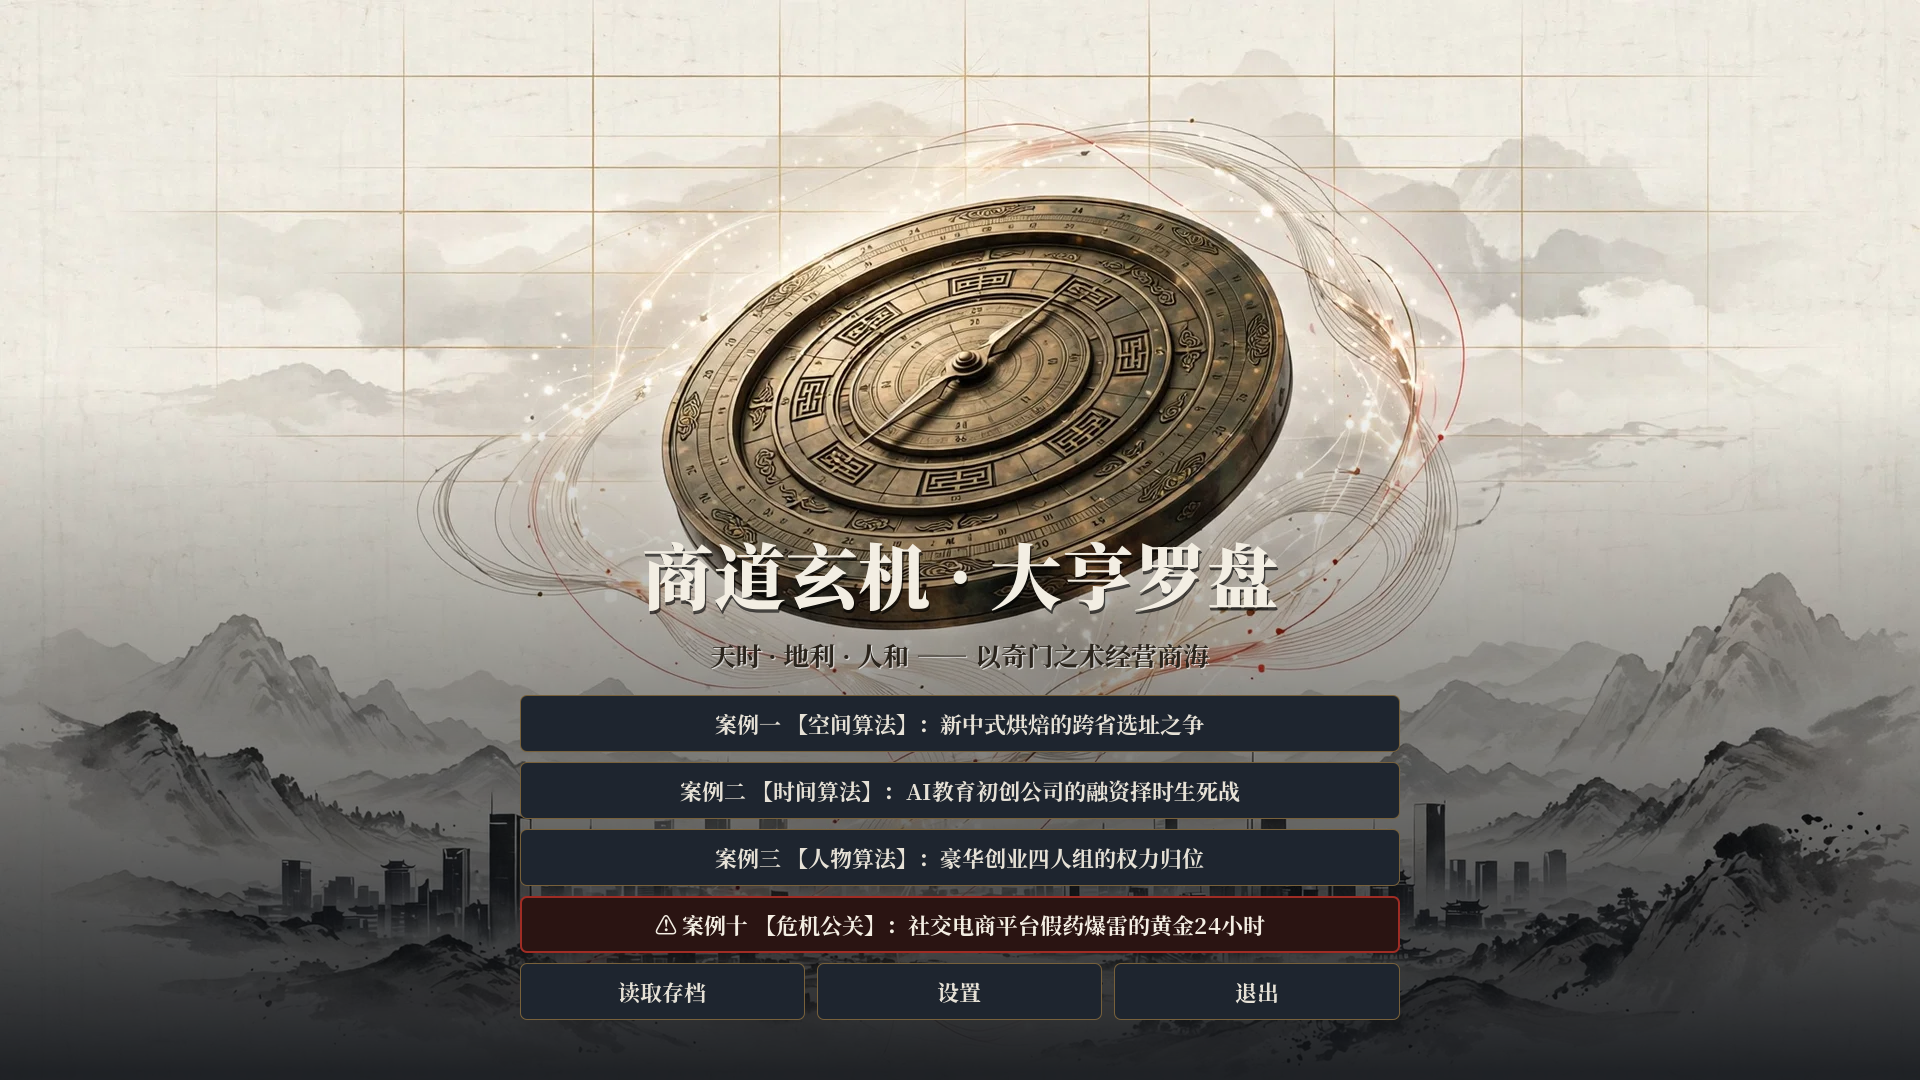 商道玄机·大亨罗盘
天时·地利·人和 —— 以奇门之术经营商海
案例一 【空间算法】：新中式烘焙的跨省选址之争
案例二 【时间算法】：AI教育初创公司的融资择时生死战
案例三 【人物算法】：豪华创业四人组的权力归位
⚠ 案例十 【危机公关】：社交电商平台假药爆雷的黄金24小时
读取存档
设置
退出